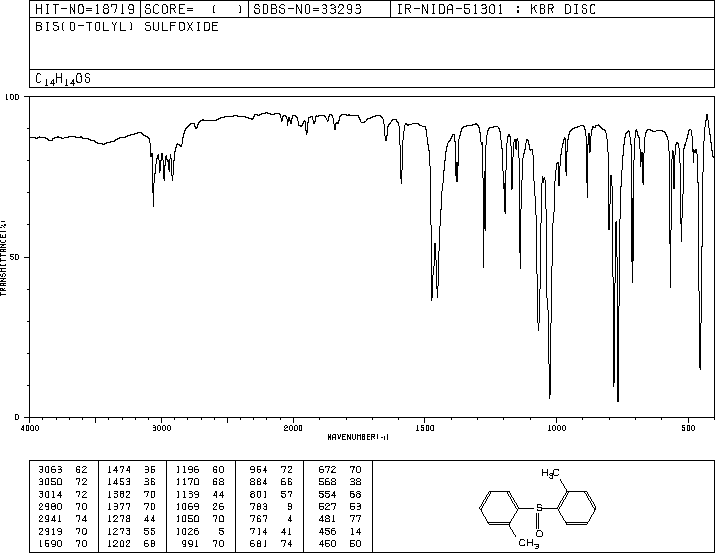 HIT-NO=18719 SCORE= ( ) SDBS-NO=33293 IR-NIDA-51301 : KBR DISC
BIS(O-TOLYL) SULFOXIDE
C14H14OS
100
50
0
TRANSMITTANCE(%)
4000 3000 2000 1500 1000 500
WAVENUMBER(-1)
3063 62 1474 36 1196 60 964 72 672 70
3050 72 1453 36 1170 68 884 66 568 38
3014 72 1382 70 1139 44 801 57 554 68
2980 70 1377 70 1069 26 783 9 527 53
2941 74 1278 44 1050 70 767 4 481 77
2919 70 1273 55 1026 5 714 41 456 14
1590 70 1202 68 991 70 681 74 450 50
H3C
S
O
CH3